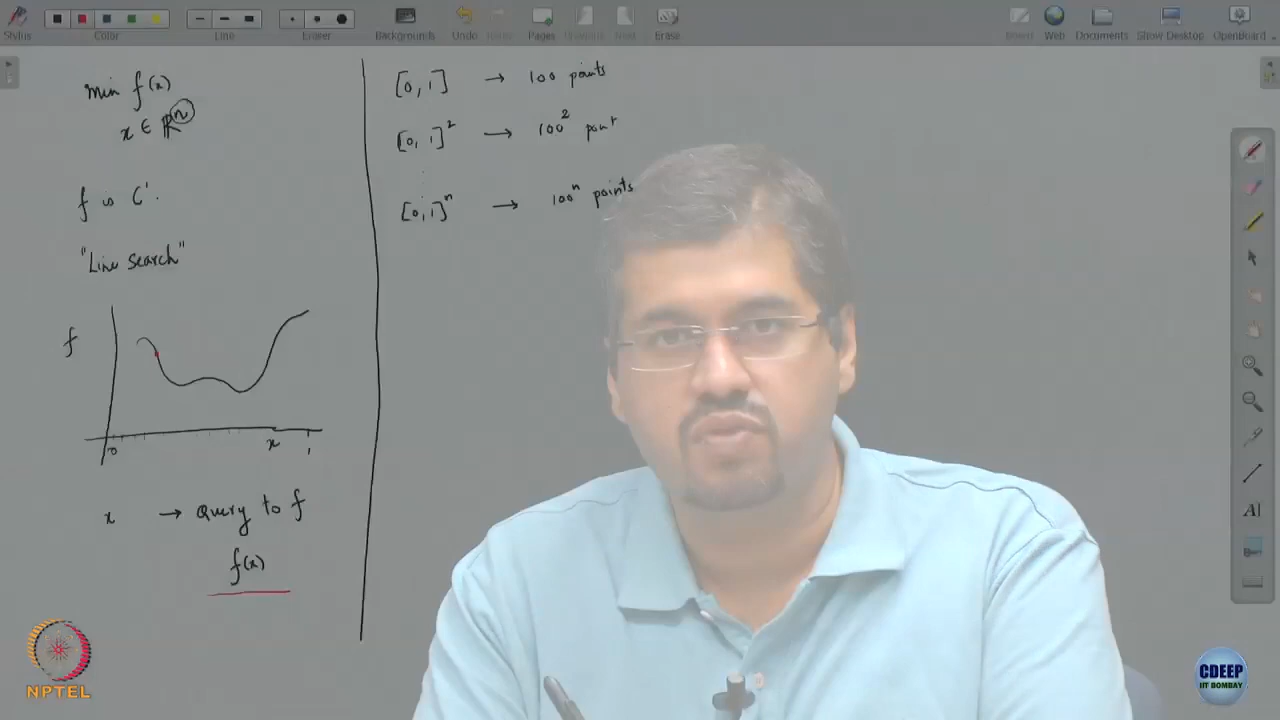 Stylus Color Line Eraser Backgrounds Undo Pages Erase Web Documents Show Desktop OpenBoard
min f(x)
x ∈ ℝⁿ
f is C¹.
"Line search"
f
0 x 1
x → Query to f
f(x)
[0,1] → 100 points
[0,1]² → 100² point
⋮
[0,1]ⁿ → 100ⁿ points
AI
NPTEL
CDEEP
IIT BOMBAY